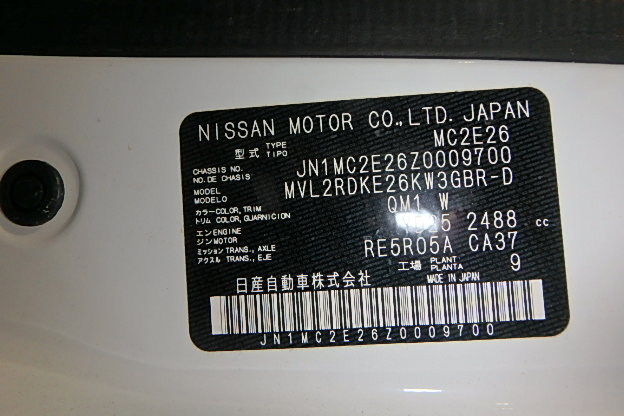 NISSAN MOTOR CO.,LTD. JAPAN
型式 TYPE TIPO MC2E26
CHASSIS NO. NO. DE CHASIS JN1MC2E26Z0009700
MODEL MODELO MVL2RDKE26KW3GBR-D
カラー COLOR, TRIM トリム COLOR, GUARNICION QM1 W
エンジン ENGINE MOTOR 2488 cc
ミッション TRANS., AXLE アクスル TRANS., EJE RE5R05A CA37
工場 PLANT PLANTA 9
日産自動車株式会社 MADE IN JAPAN
JN1MC2E26Z0009700